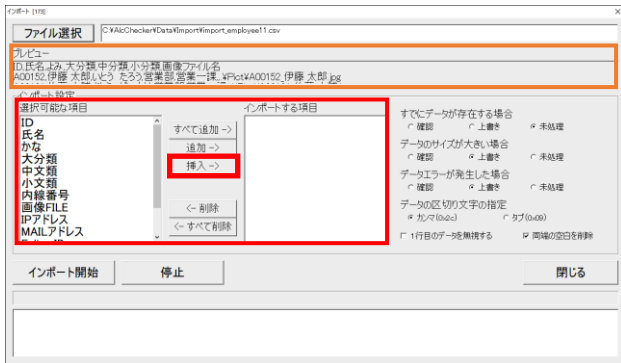 インポート [173]
ファイル選択 C:¥AlcChecker¥Data¥Import¥import_employee11.csv
プレビュー
ID,氏名,よみ,大分類,中分類,小分類,画像ファイル名
A00152,伊藤 太郎,いとう たろう,営業部,営業一課,,¥Pict¥A00152_伊藤 太郎.jpg
インポート設定
選択可能な項目 インポートする項目
ID
氏名
かな
大分類
中文類
小文類
内線番号
画像FILE
IPアドレス
MAILアドレス
すべて追加 ->
追加 ->
挿入 ->
<- 削除
<- すべて削除
すでにデータが存在する場合
確認 上書き 未処理
データのサイズが大きい場合
確認 上書き 未処理
データエラーが発生した場合
確認 上書き 未処理
データの区切り文字の指定
カンマ(0x2c) タブ(0x09)
1行目のデータを無視する 両端の空白を削除
インポート開始 停止 閉じる